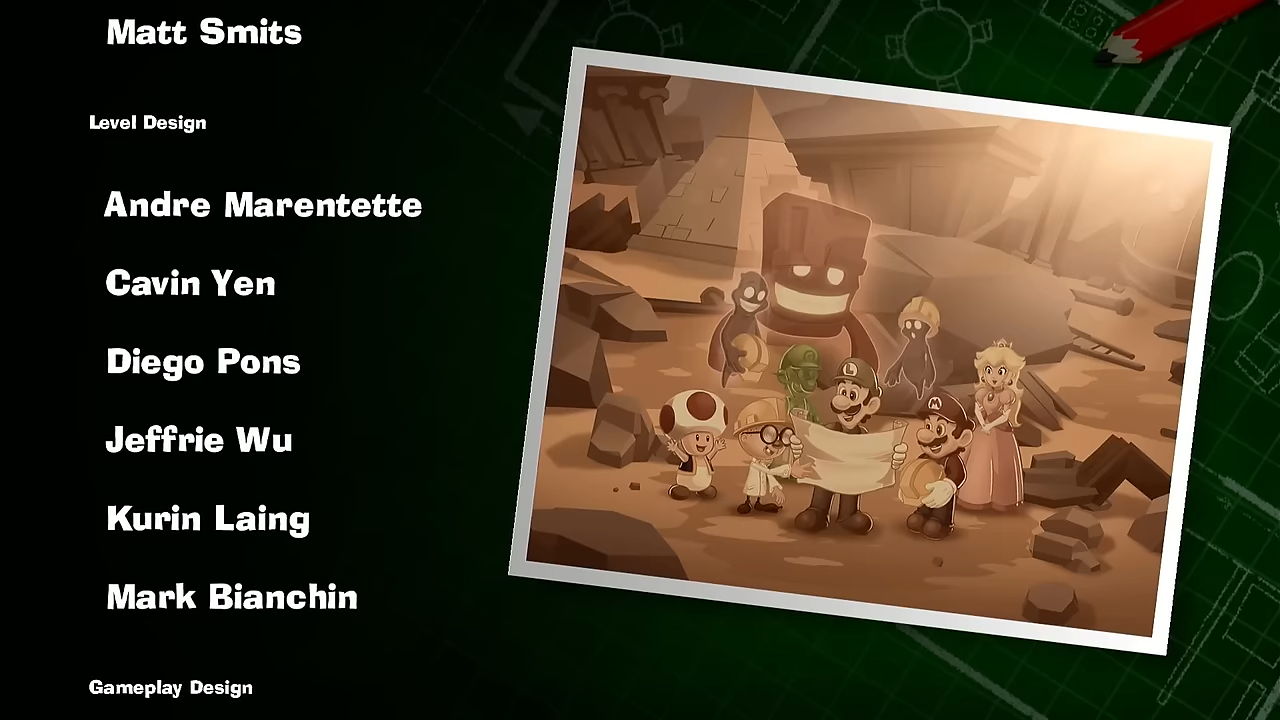 Matt Smits
Level Design
Andre Marentette
Cavin Yen
Diego Pons
Jeffrie Wu
Kurin Laing
Mark Bianchin
Gameplay Design
L
M